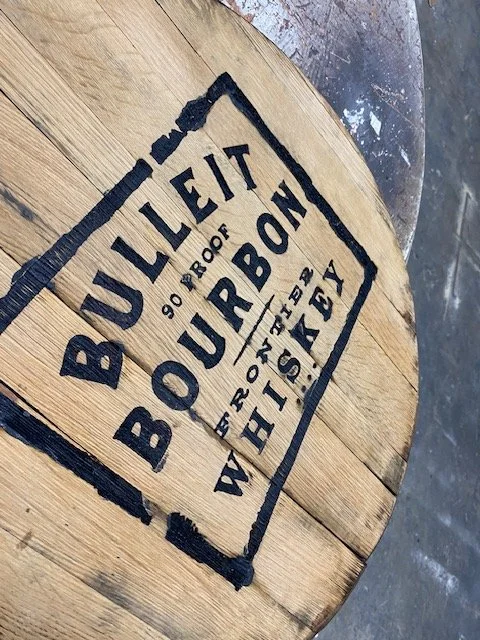 BULLEIT
90 PROOF
BOURBON
FRONTIER
WHISKEY